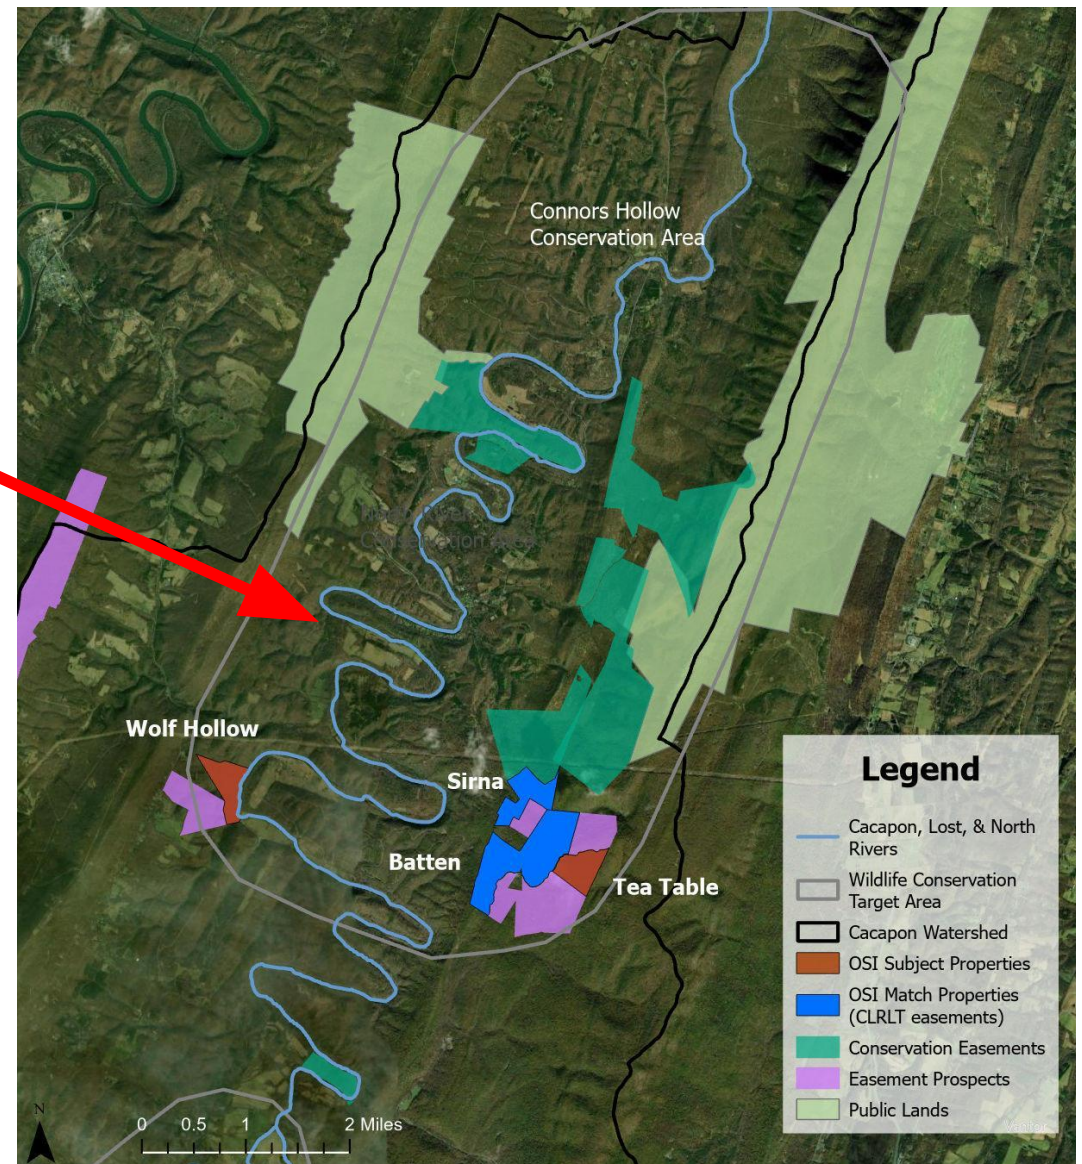 Connors Hollow
Conservation Area
Conservation Area
Wolf Hollow
Sirna
Batten
Tea Table
Legend
Cacapon, Lost, & North
Rivers
Wildlife Conservation
Target Area
Cacapon Watershed
OSI Subject Properties
OSI Match Properties
(CLRLT easements)
Conservation Easements
Easement Prospects
Public Lands
N
0 0.5 1 2 Miles